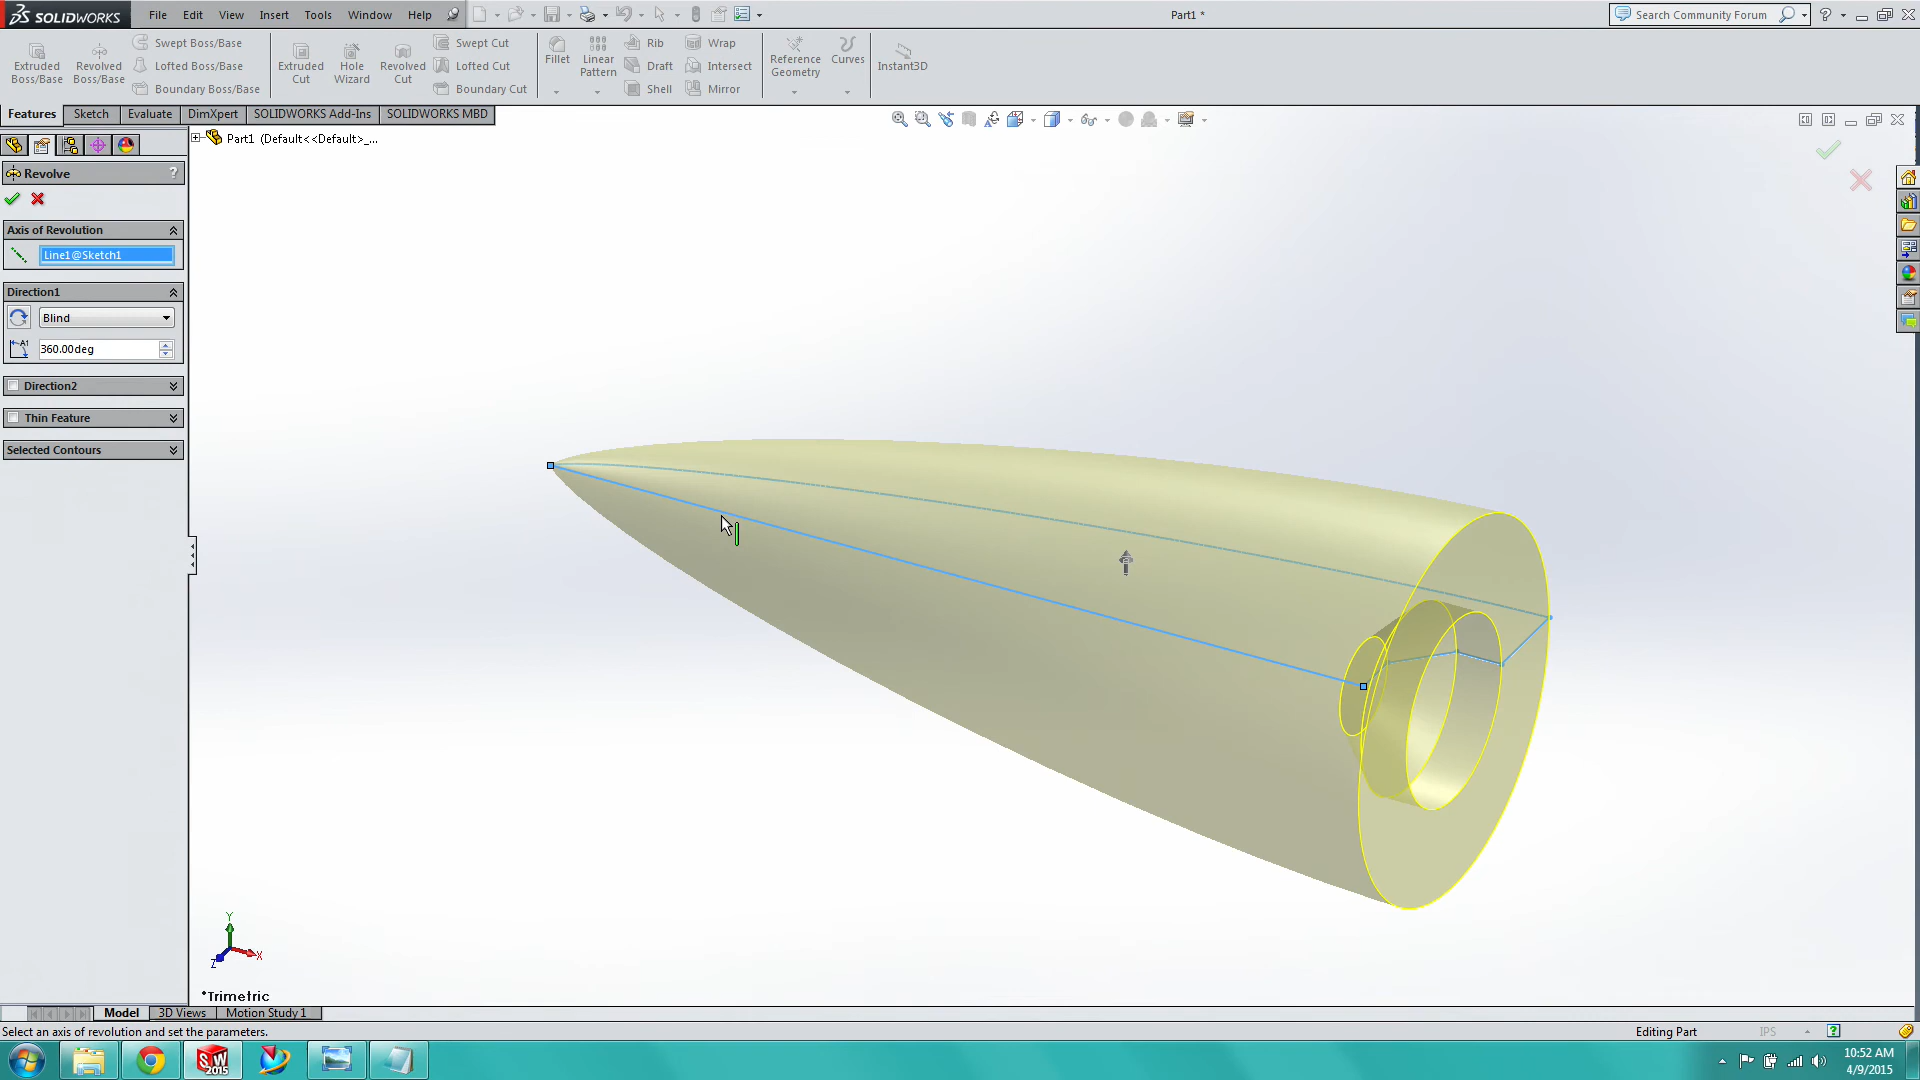 SOLIDWORKS File Edit View Insert Tools Window Help Part1 * Search Community Forum
Extruded Boss/Base
Revolved Boss/Base
Swept Boss/Base
Lofted Boss/Base
Boundary Boss/Base
Extruded Cut
Hole Wizard
Revolved Cut
Swept Cut
Lofted Cut
Boundary Cut
Fillet
Linear Pattern
Rib
Draft
Shell
Wrap
Intersect
Mirror
Reference Geometry
Curves
Instant3D
Features Sketch Evaluate DimXpert SOLIDWORKS Add-Ins SOLIDWORKS MBD
Part1 (Default<<Default>_...
Revolve ?
Axis of Revolution
Line1@Sketch1
Direction1
Blind
A1 360.00deg
Direction2
Thin Feature
Selected Contours
Y
X
Z
*Trimetric
Model 3D Views Motion Study 1
Select an axis of revolution and set the parameters. Editing Part IPS
SW 2015
10:52 AM
4/9/2015